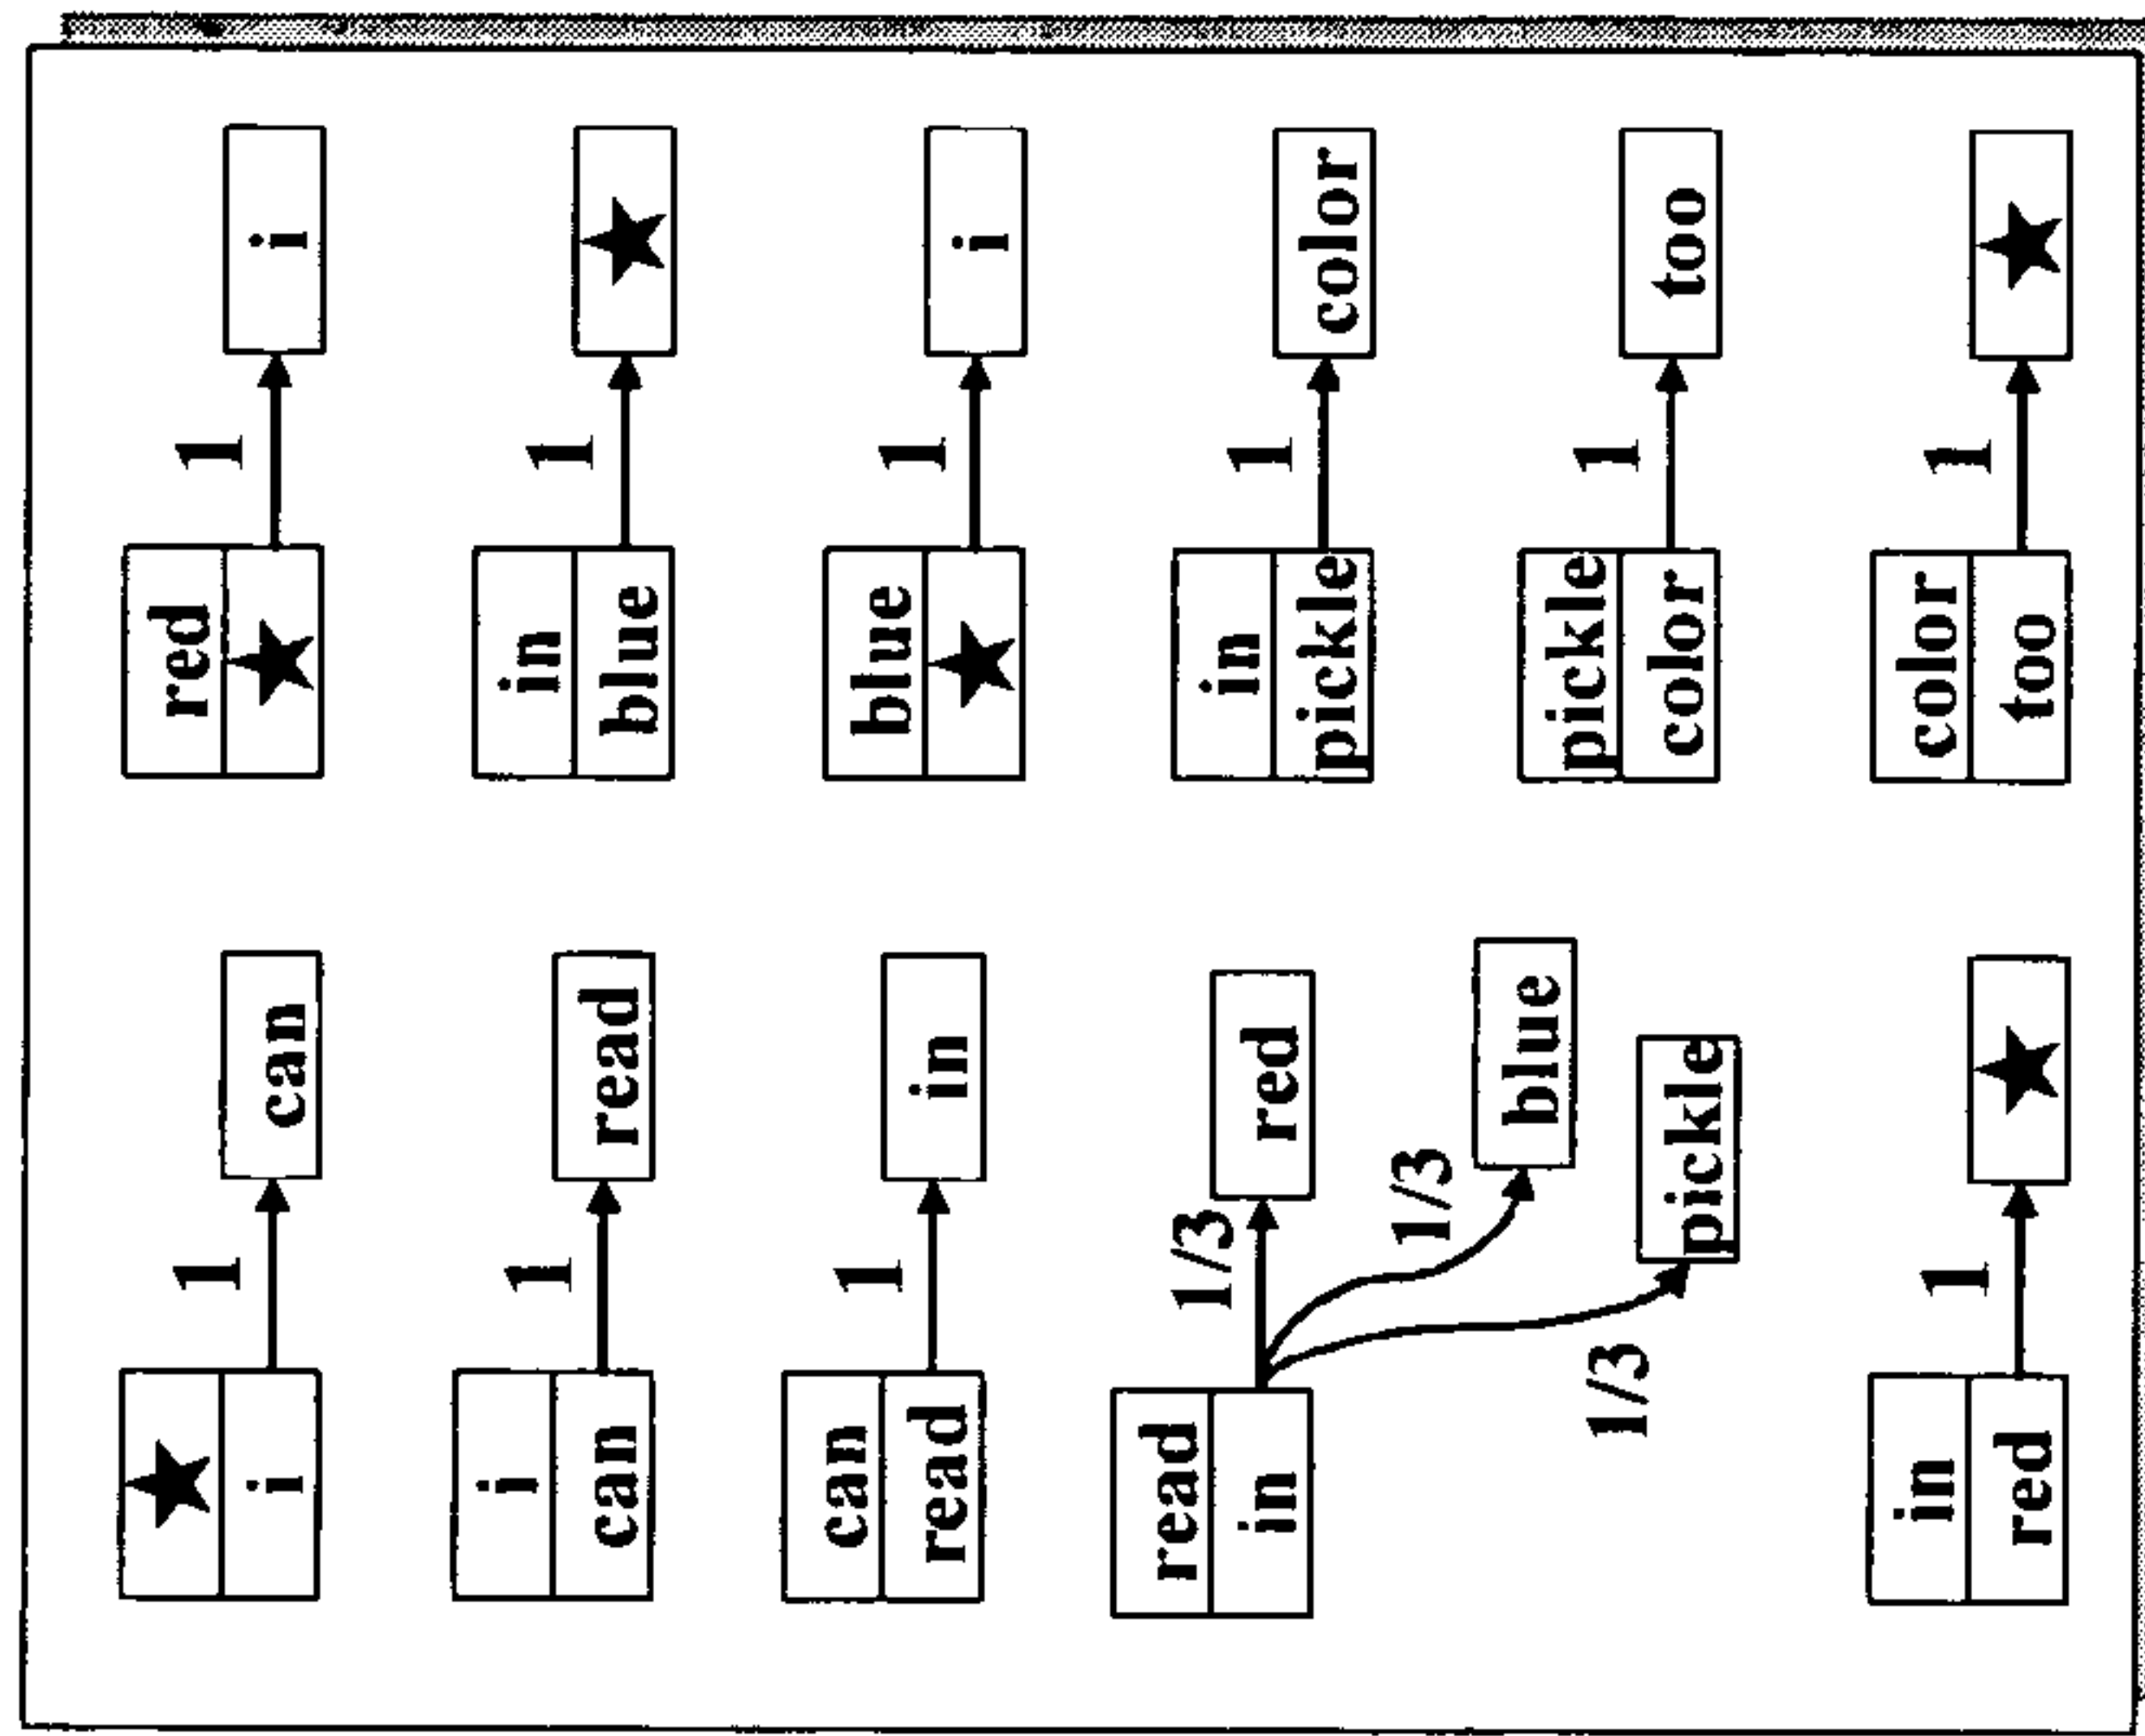 ★
i
1
can
i
can
1
read
can
read
1
in
read
in
1/3
red
1/3
blue
1/3
pickle
in
red
1
★
red
★
1
i
in
blue
1
★
blue
★
1
i
in
pickle
1
color
pickle
color
1
too
color
too
1
★